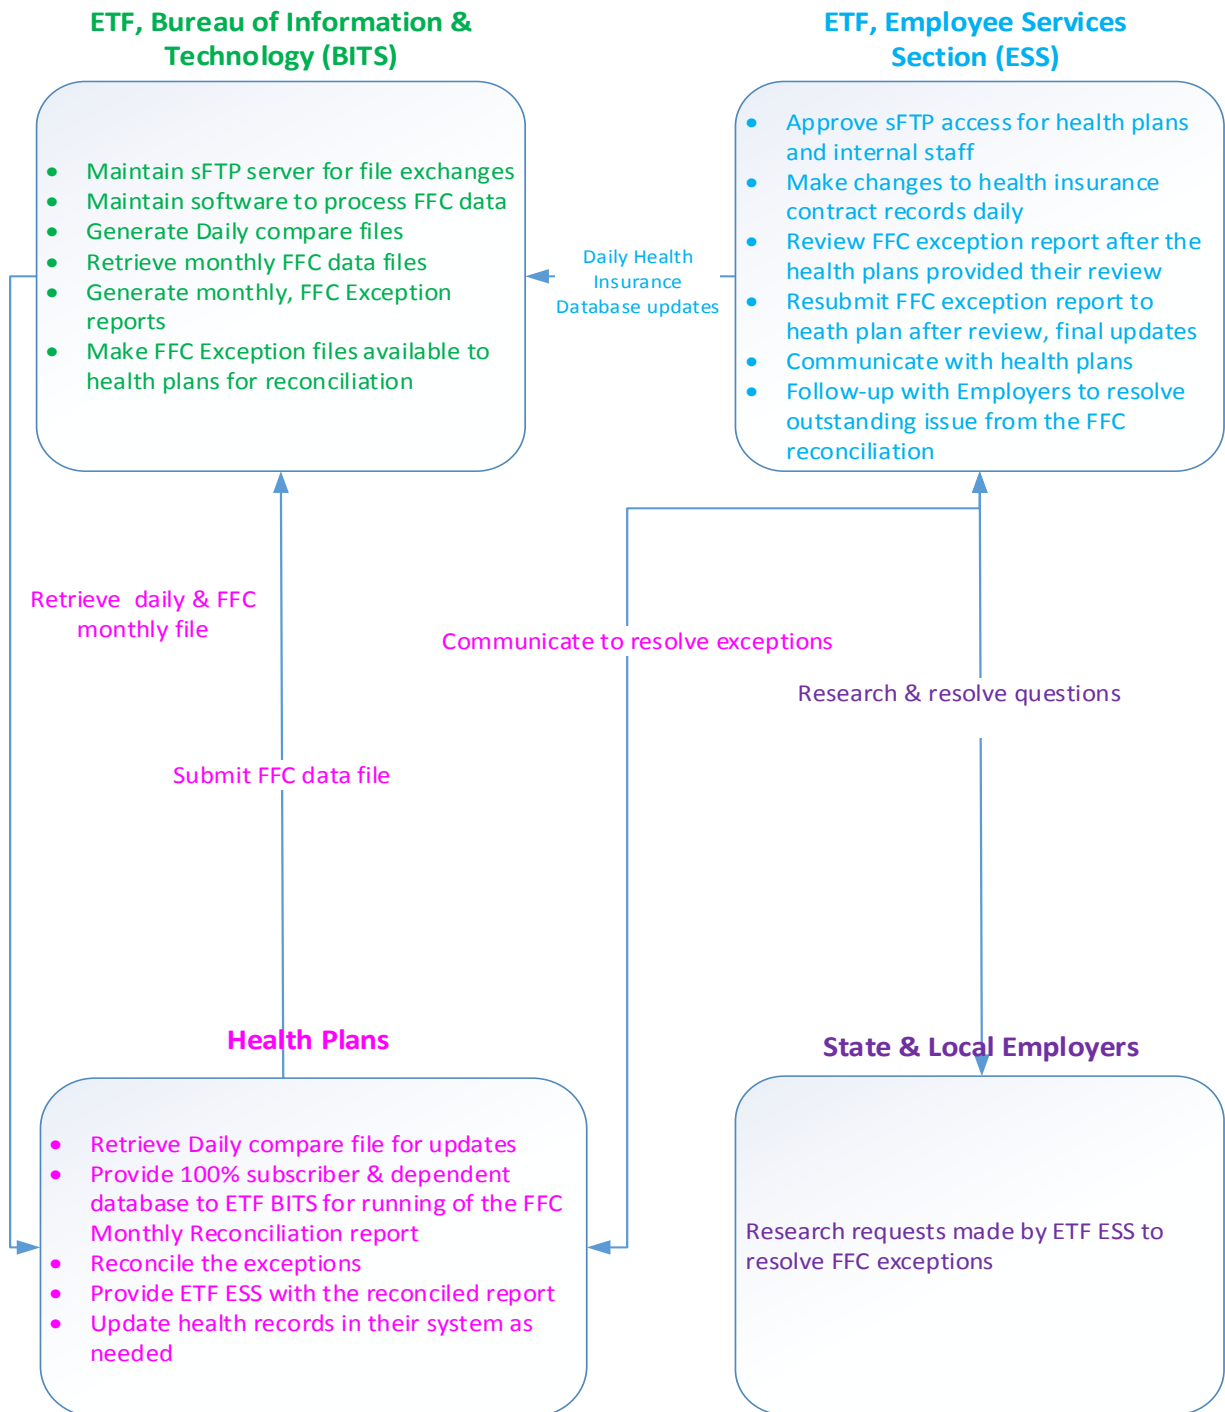 ETF, Bureau of Information &
Technology (BITS)
• Maintain sFTP server for file exchanges
• Maintain software to process FFC data
• Generate Daily compare files
• Retrieve monthly FFC data files
• Generate monthly, FFC Exception
reports
• Make FFC Exception files available to
health plans for reconciliation
Daily Health
Insurance
Database updates
ETF, Employee Services
Section (ESS)
• Approve sFTP access for health plans
and internal staff
• Make changes to health insurance
contract records daily
• Review FFC exception report after the
health plans provided their review
• Resubmit FFC exception report to
heath plan after review, final updates
• Communicate with health plans
• Follow-up with Employers to resolve
outstanding issue from the FFC
reconciliation
Retrieve daily & FFC
monthly file
Submit FFC data file
Communicate to resolve exceptions
Research & resolve questions
Health Plans
• Retrieve Daily compare file for updates
• Provide 100% subscriber & dependent
database to ETF BITS for running of the FFC
Monthly Reconciliation report
• Reconcile the exceptions
• Provide ETF ESS with the reconciled report
• Update health records in their system as
needed
State & Local Employers
Research requests made by ETF ESS to
resolve FFC exceptions